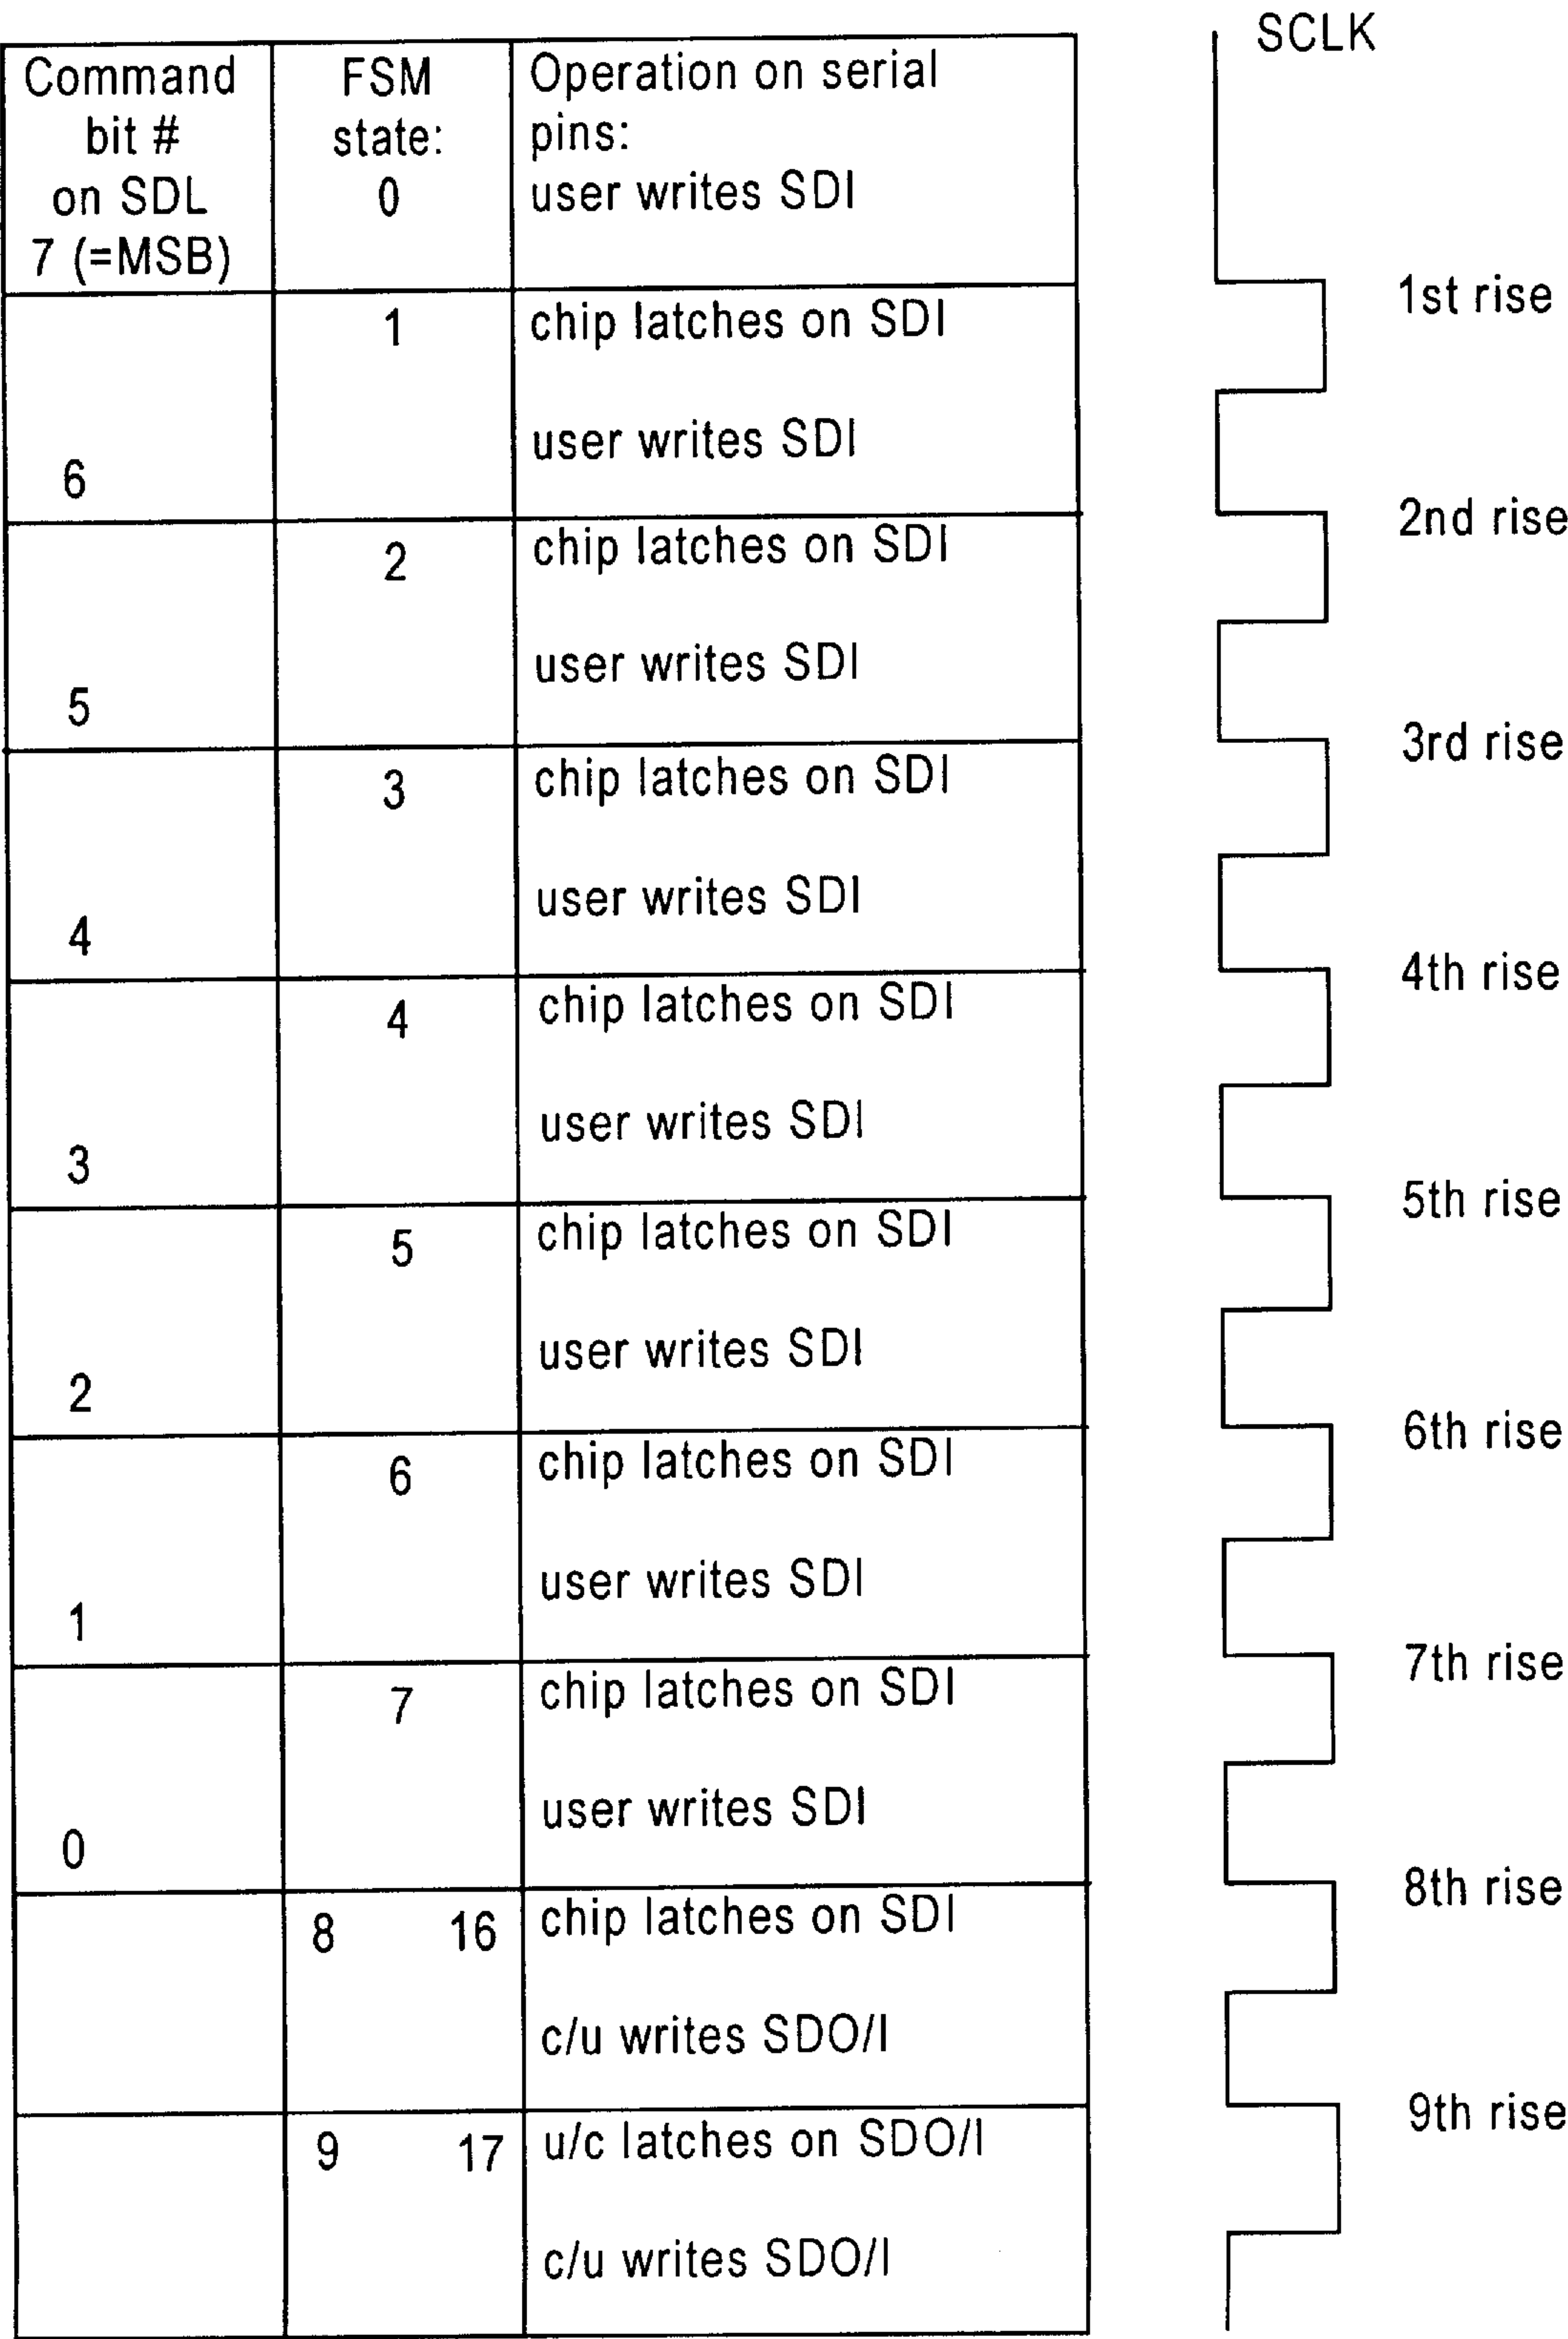 SCLK
Command
bit #
on SDL
7 (=MSB)
FSM
state:
0
Operation on serial
pins:
user writes SDI
1st rise
1
chip latches on SDI
user writes SDI
6
2nd rise
2
chip latches on SDI
user writes SDI
5
3rd rise
3
chip latches on SDI
user writes SDI
4
4th rise
4
chip latches on SDI
user writes SDI
3
5th rise
5
chip latches on SDI
user writes SDI
2
6th rise
6
chip latches on SDI
user writes SDI
1
7th rise
7
chip latches on SDI
user writes SDI
0
8th rise
8 16
chip latches on SDI
c/u writes SDO/I
9th rise
9 17
u/c latches on SDO/I
c/u writes SDO/I